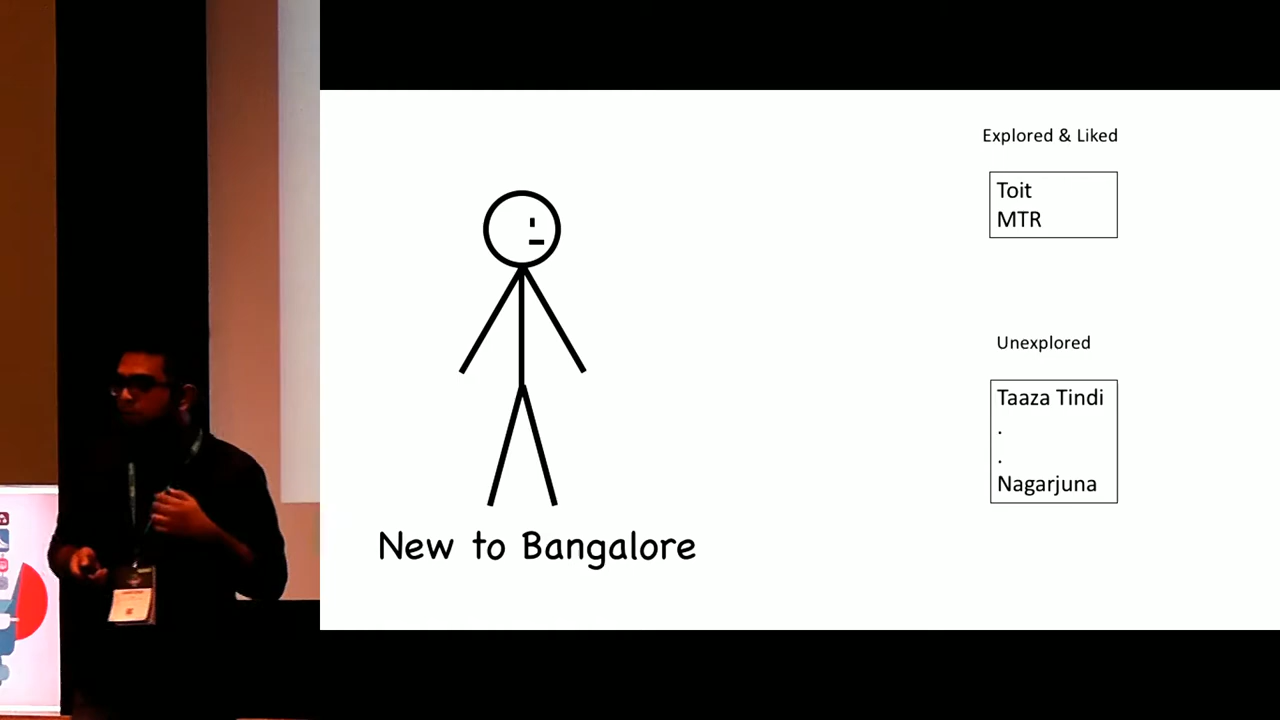 Explored & Liked
Toit
MTR
Unexplored
Taaza Tindi
.
.
Nagarjuna
New to Bangalore